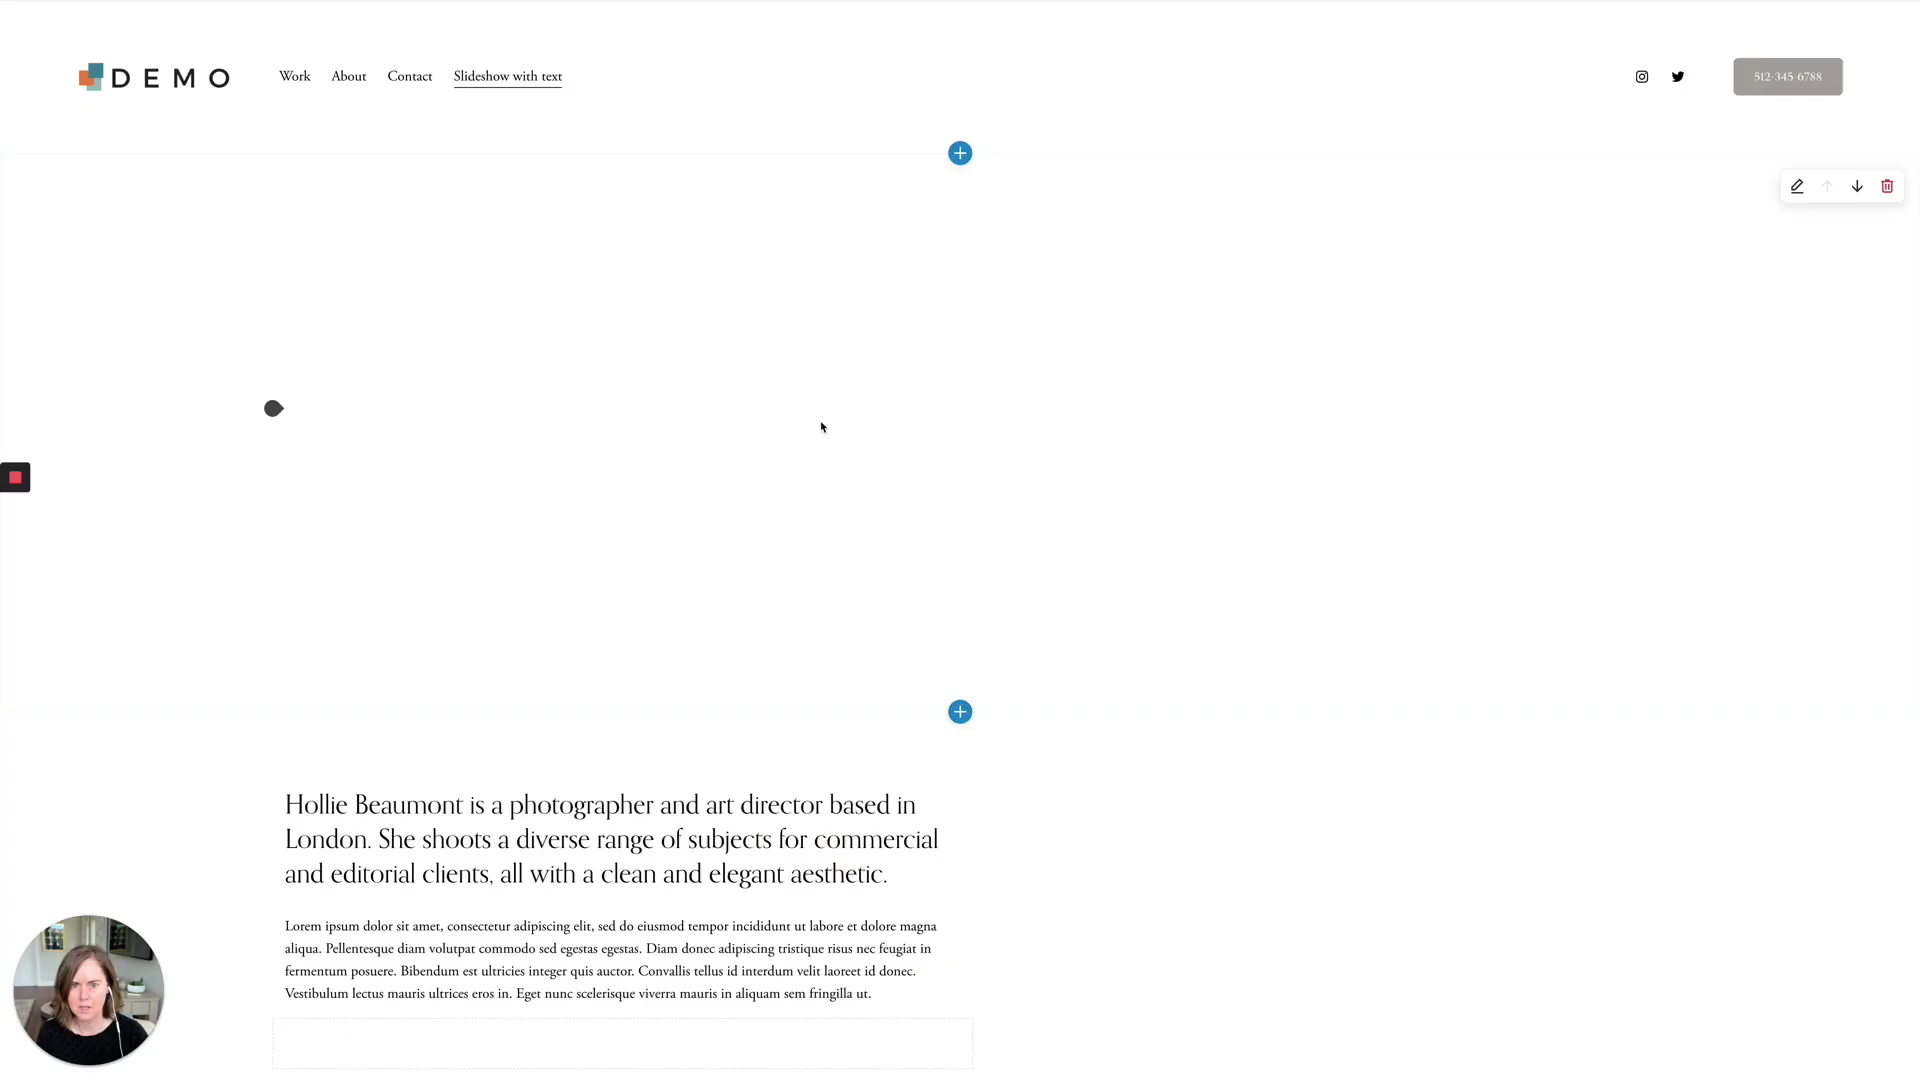 DEMO
Work
About
Contact
Slideshow with text
512-345-6788
Hollie Beaumont is a photographer and art director based in
London. She shoots a diverse range of subjects for commercial
and editorial clients, all with a clean and elegant aesthetic.
Lorem ipsum dolor sit amet, consectetur adipiscing elit, sed do eiusmod tempor incididunt ut labore et dolore magna
aliqua. Pellentesque diam volutpat commodo sed egestas egestas. Diam donec adipiscing tristique risus nec feugiat in
fermentum posuere. Bibendum est ultricies integer quis auctor. Convallis tellus id interdum velit laoreet id donec.
Vestibulum lectus mauris ultrices eros in. Eget nunc scelerisque viverra mauris in aliquam sem fringilla ut.